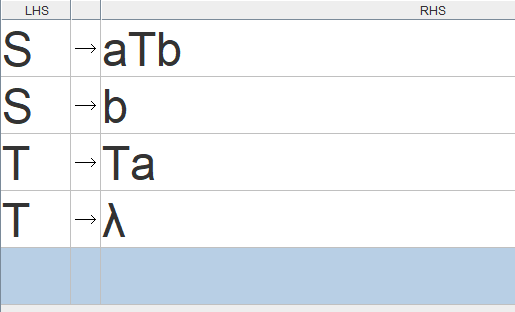 LHS RHS
S → aTb
S → b
T → Ta
T → λ